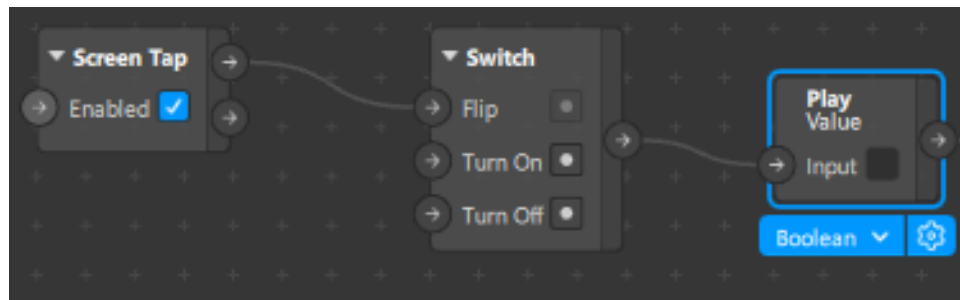 Screen Tap
Enabled
Switch
Flip
Turn On
Turn Off
Play
Value
Input
Boolean